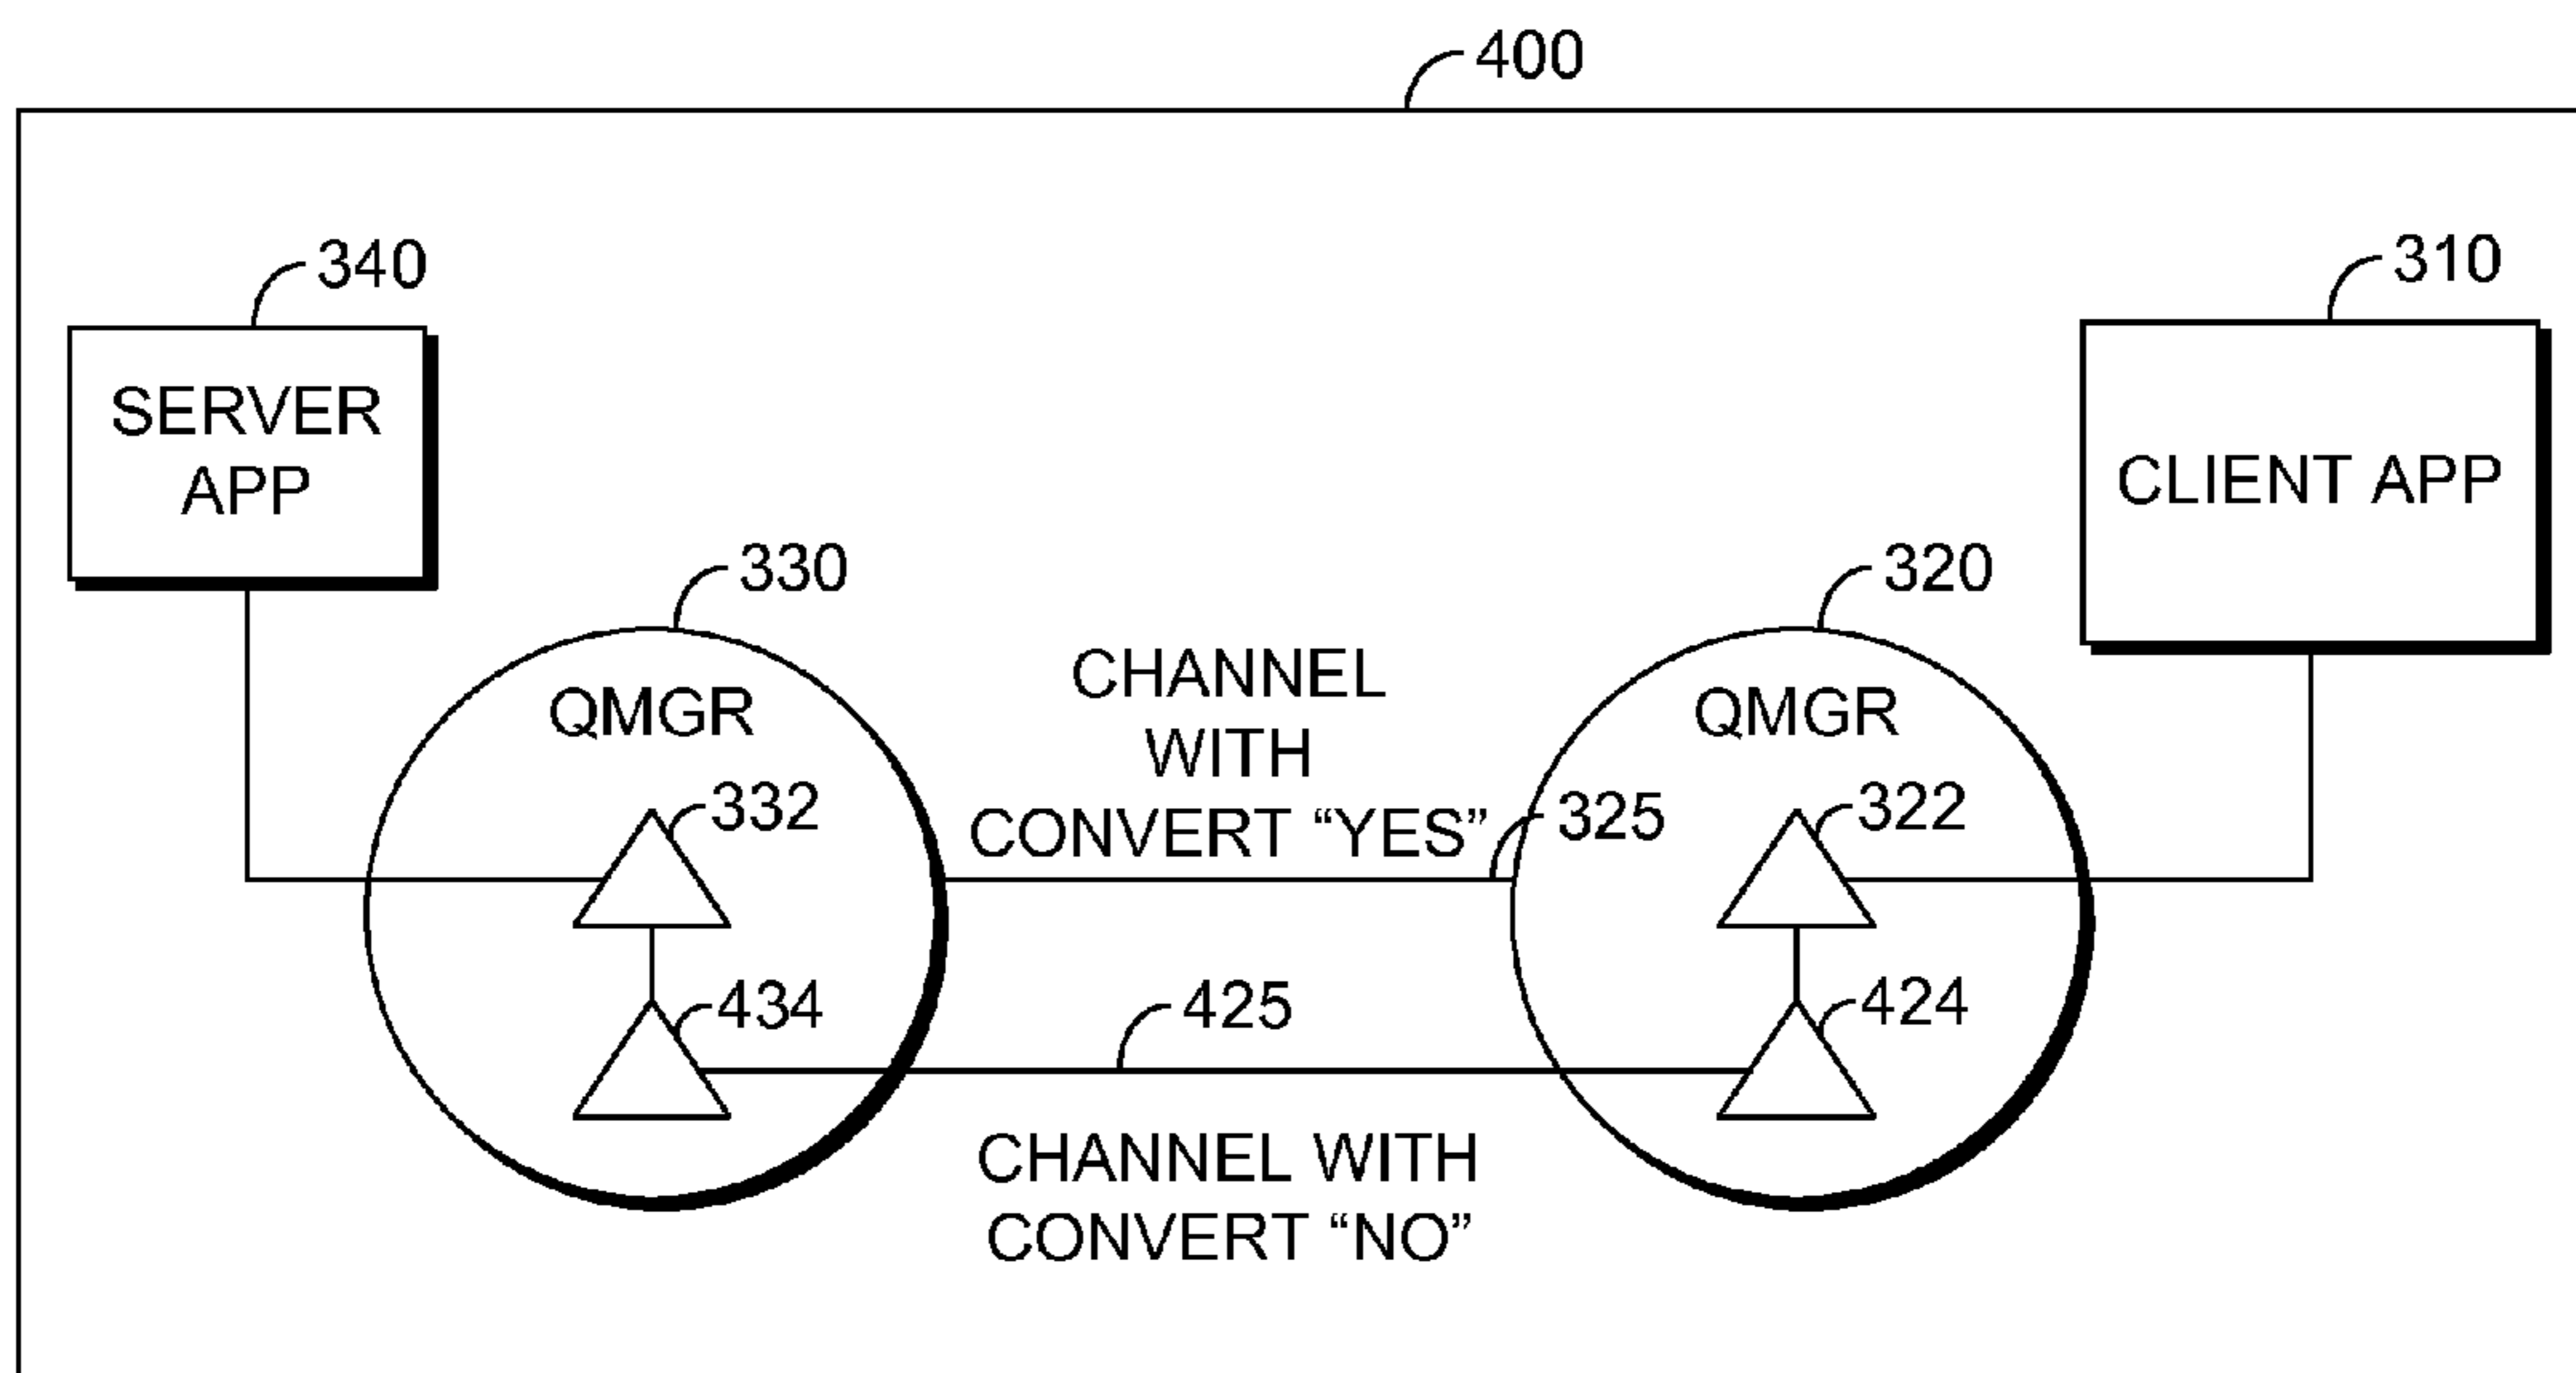 400
340
310
SERVER
APP
CLIENT APP
330
320
QMGR
CHANNEL
WITH
CONVERT “YES”
QMGR
332
325
322
434
425
424
CHANNEL WITH
CONVERT “NO”